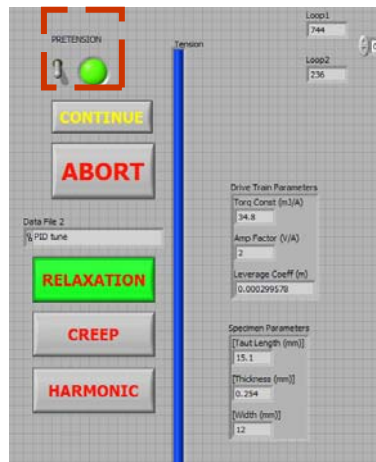 PRETENSION
Tension
CONTINUE
ABORT
Data File 2
PID tune
RELAXATION
CREEP
HARMONIC
Loop1
744
Loop2
236
Drive Train Parameters
Torq Const (mJ/A)
34.8
Amp Factor (V/A)
2
Leverage Coeff (m)
0.000299578
Specimen Parameters
[Taut Length (mm)]
15.1
[Thickness (mm)]
0.254
[Width (mm)]
12